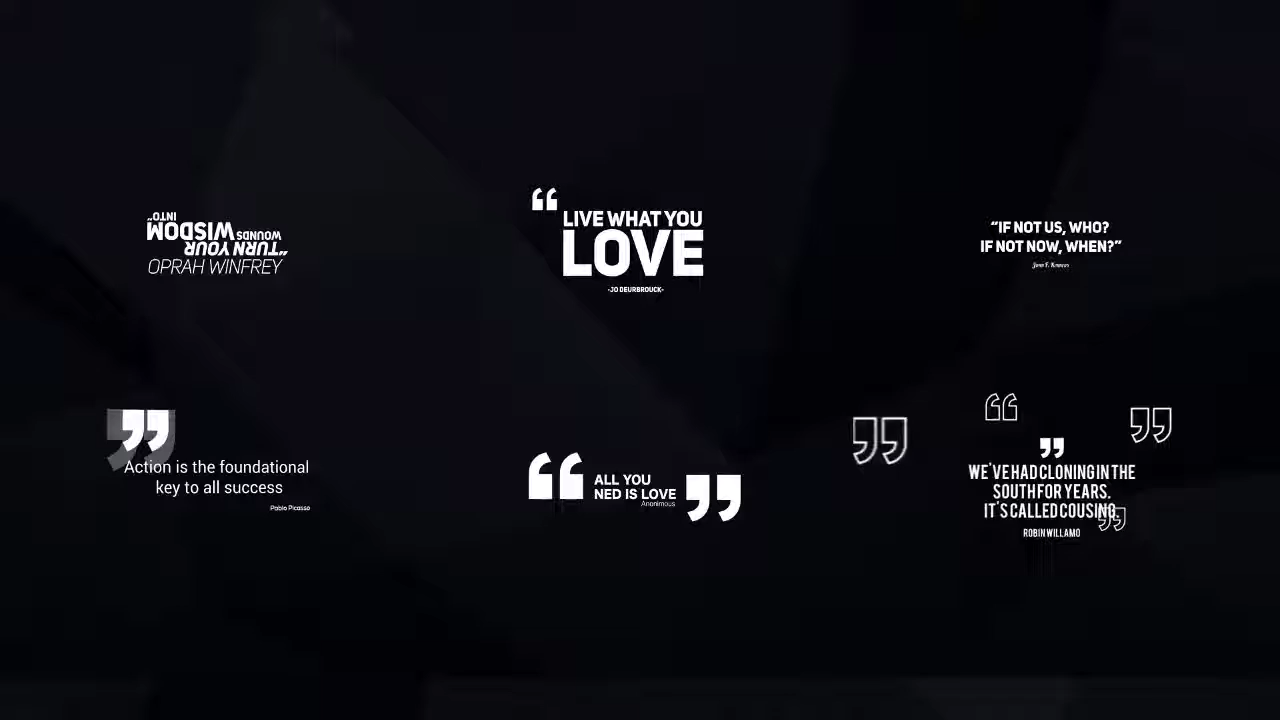 “TURN YOUR
WOUNDS WISDOM
INTO”
OPRAH WINFREY
“
LIVE WHAT YOU
LOVE
-JO DEURBROUCK-
“IF NOT US, WHO?
IF NOT NOW, WHEN?”
”
Action is the foundational
key to all success
Pablo Picasso
“ ALL YOU
NED IS LOVE ”
Anonimous
WE'VE HAD CLONING IN THE
SOUTH FOR YEARS.
IT'S CALLED COUSING.
ROBIN WILLAMO